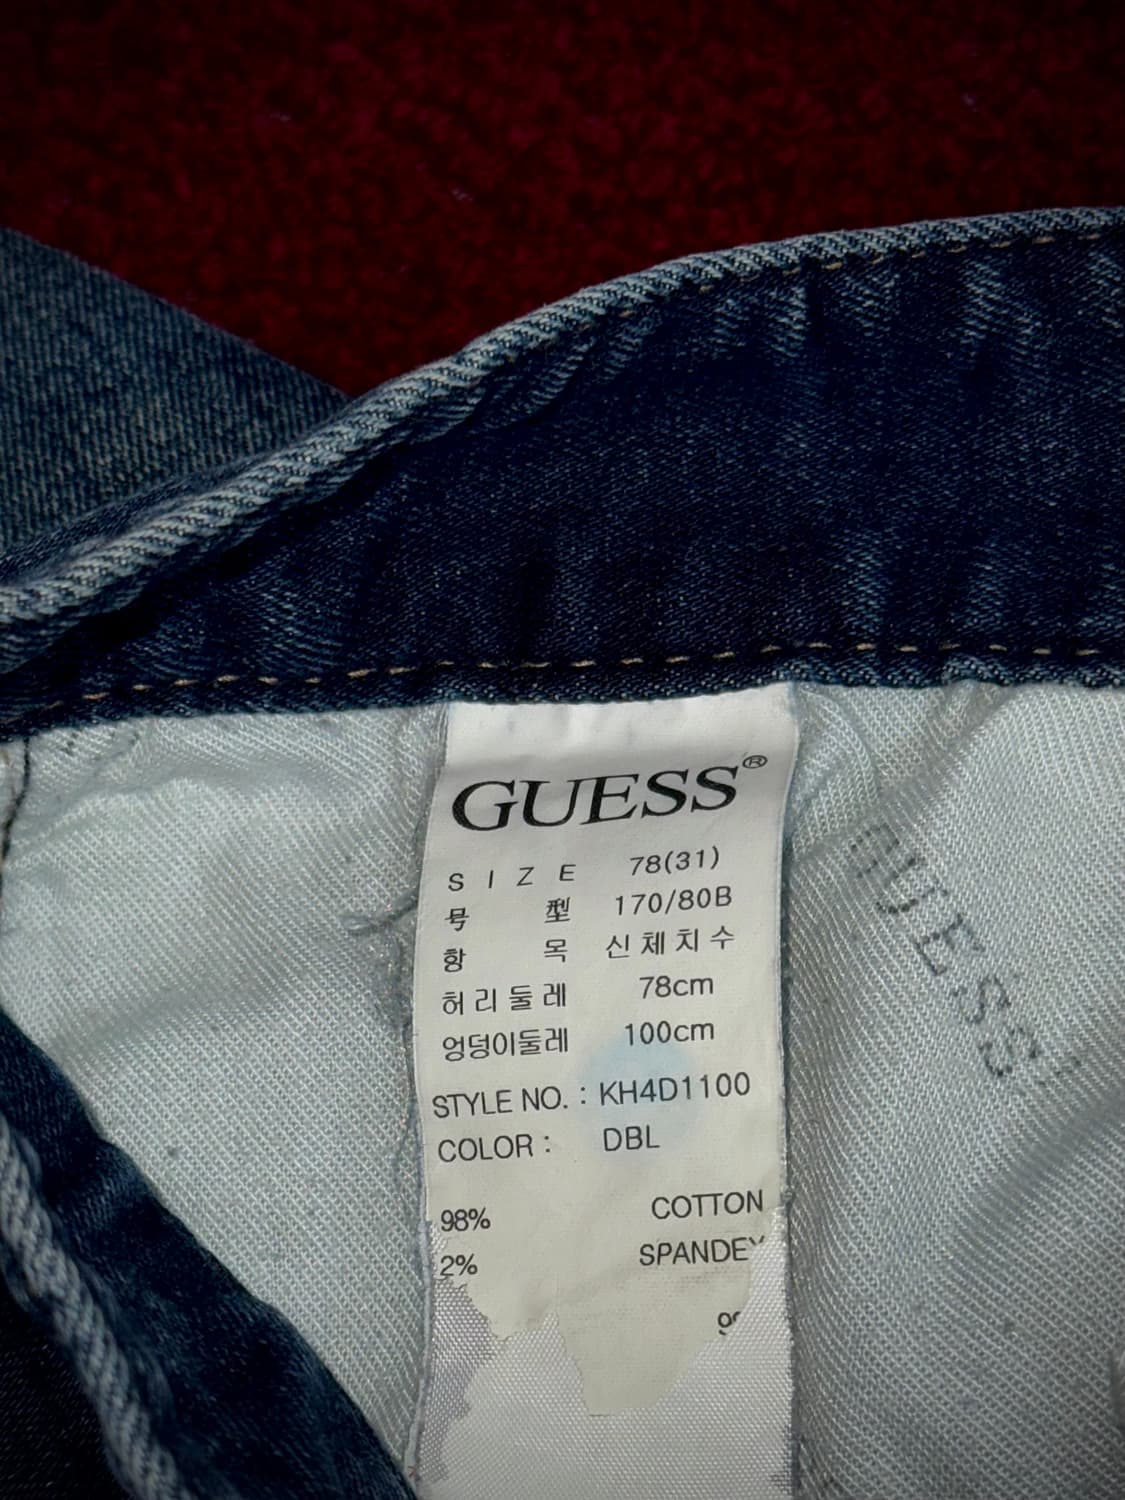 GUESS®
SIZE 78(31)
号型 170/80B
항목 신체치수
허리둘레 78cm
엉덩이둘레 100cm
STYLE NO. : KH4D1100
COLOR : DBL
98% COTTON
2% SPANDEX
GUESS